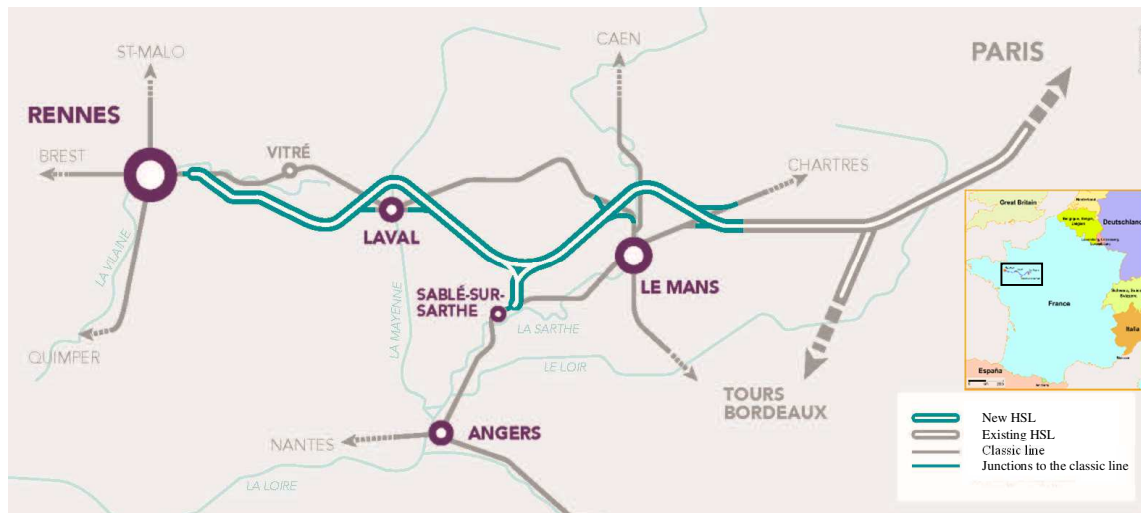 PARIS
CAEN
ST-MALO
RENNES
BREST
VITRÉ
CHARTRES
LAVAL
LA VILAINE
LE MANS
SABLÉ-SUR-
SARTHE
LA MAYENNE
LA SARTHE
LE LOIR
QUIMPER
TOURS
BORDEAUX
ANGERS
NANTES
LA LOIRE
Great Britain
Deutschland
France
Italia
España
New HSL
Existing HSL
Classic line
Junctions to the classic line